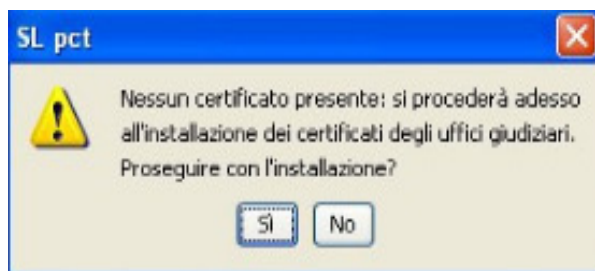 SL pct
Nessun certificato presente: si procederà adesso
all'installazione dei certificati degli uffici giudiziari.
Proseguire con l'installazione?
Sì No